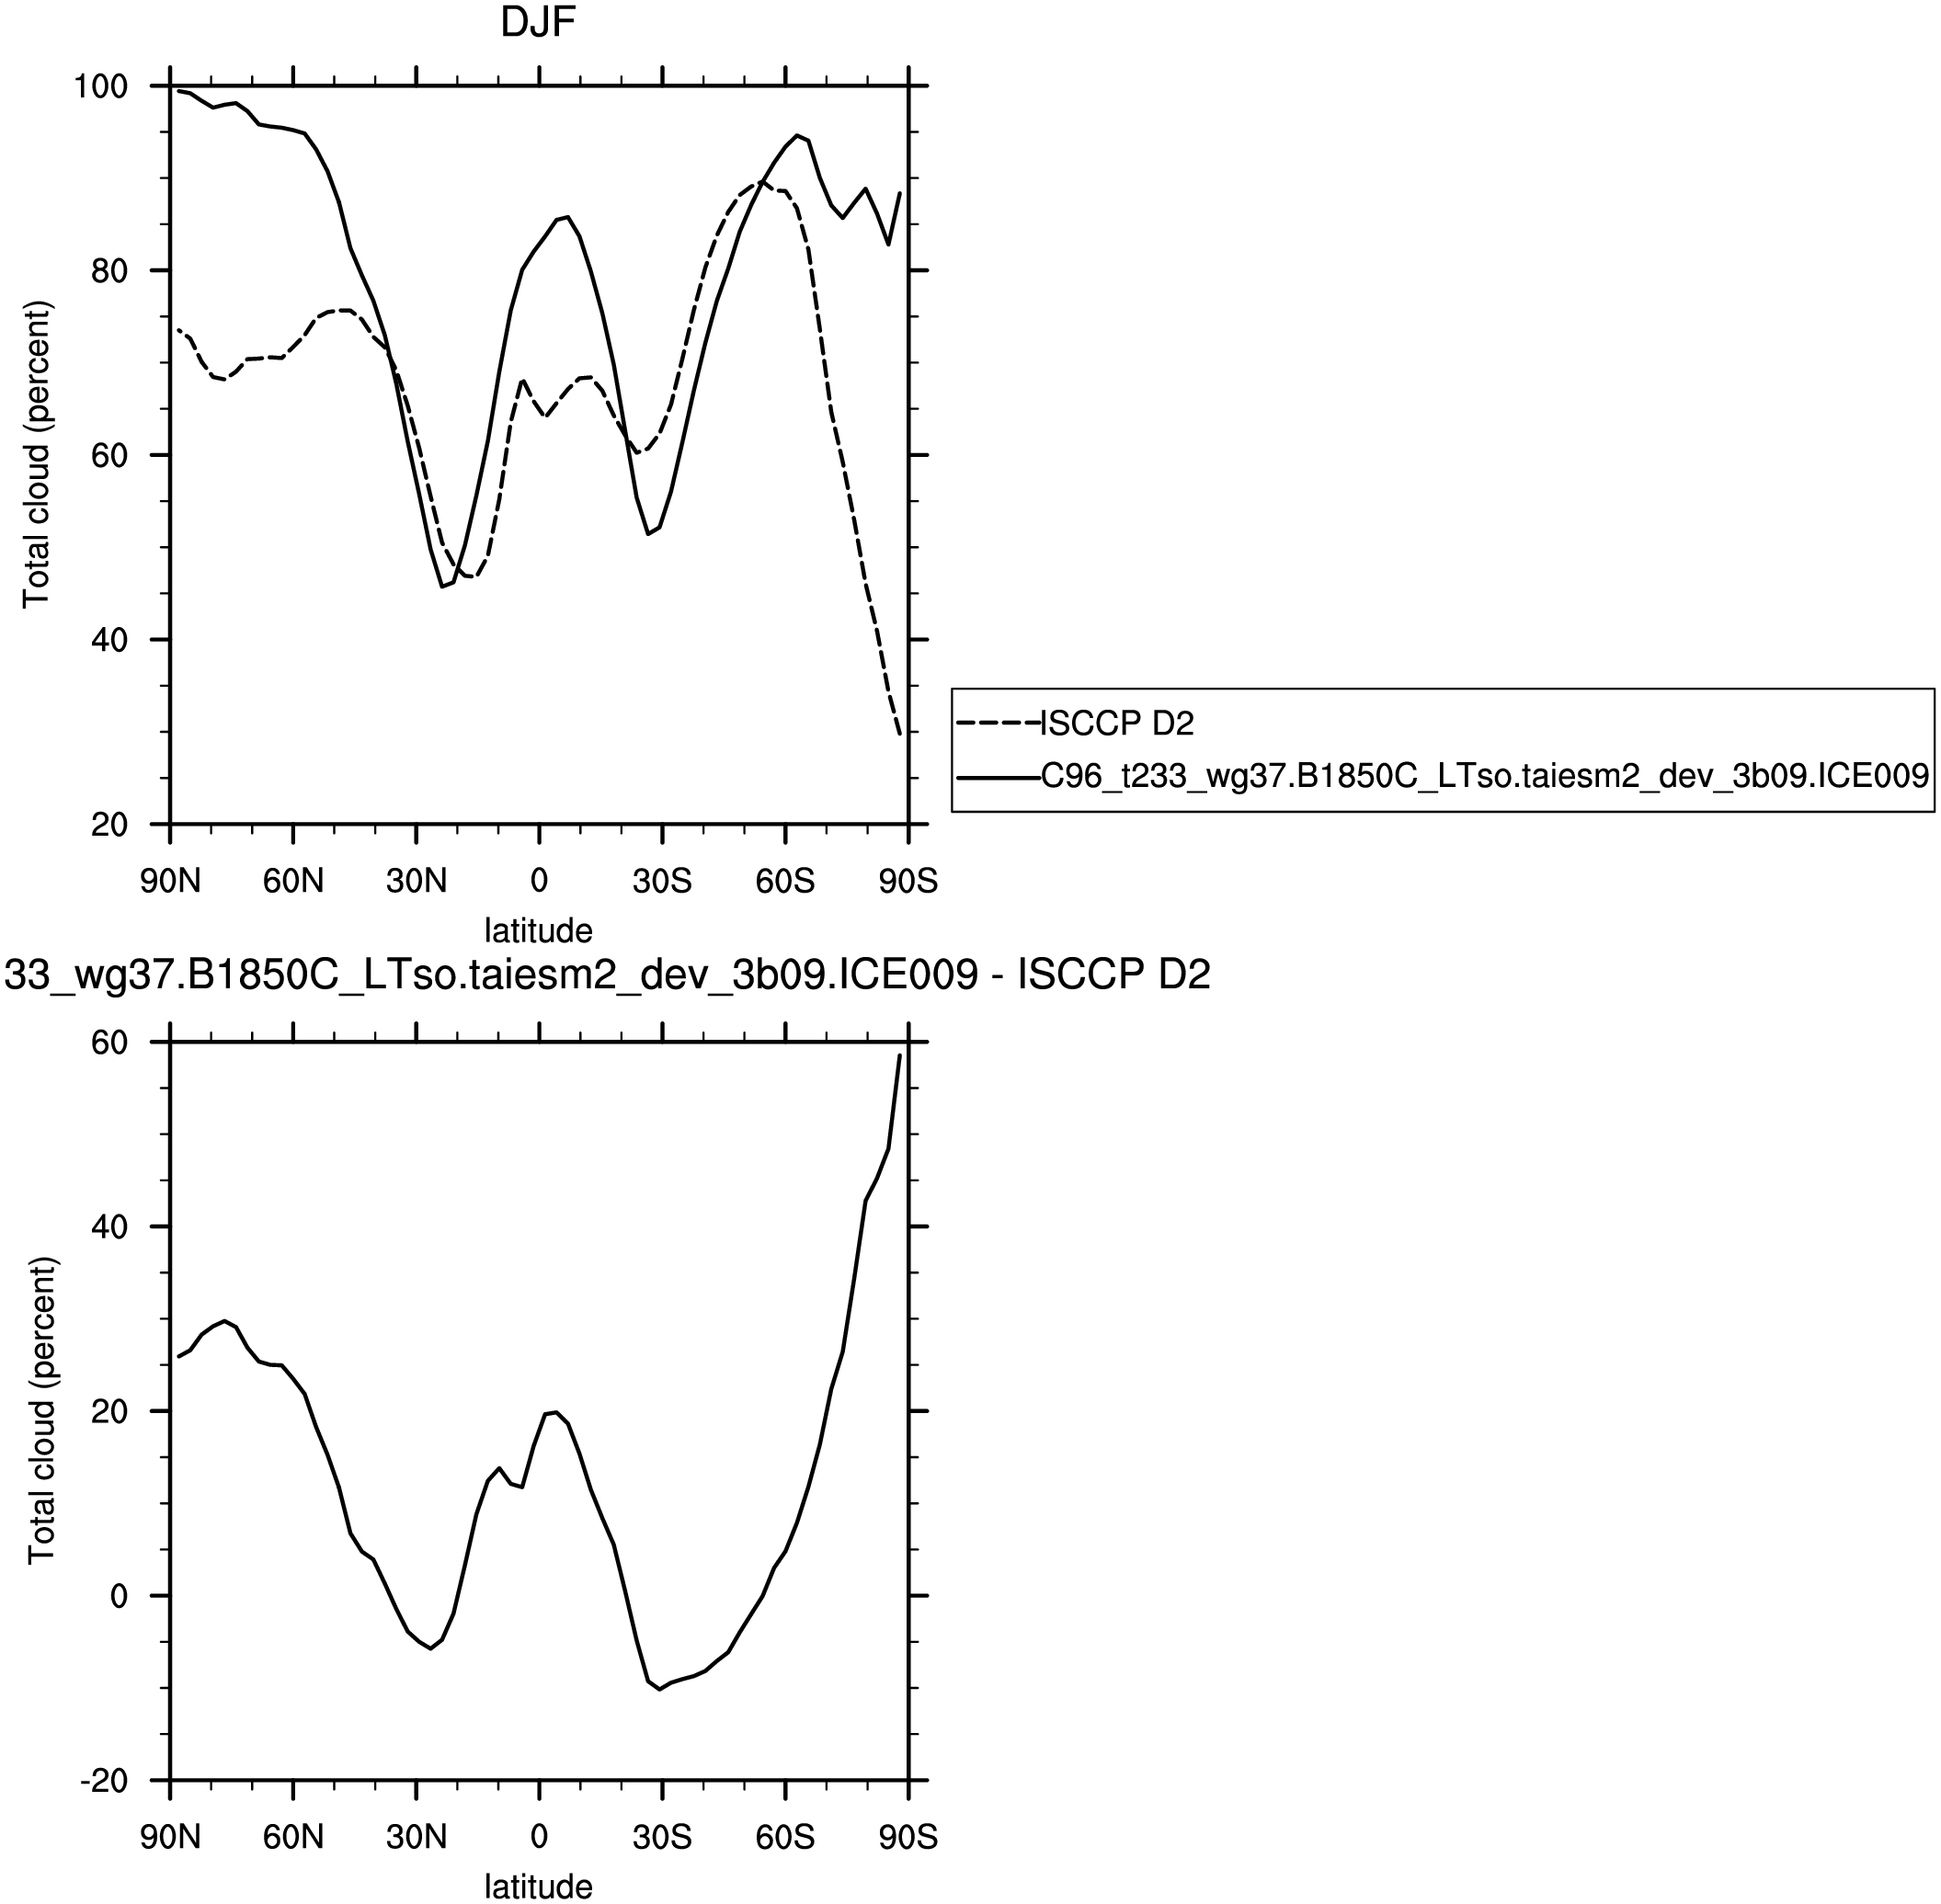 DJF
100
80
60
40
20
Total cloud (percent)
90N 60N 30N 0 30S 60S 90S
latitude
ISCCP D2
C96_t233_wg37.B1850C_LTso.taiesm2_dev_3b09.ICE009
33_wg37.B1850C_LTso.taiesm2_dev_3b09.ICE009 - ISCCP D2
60
40
20
0
-20
Total cloud (percent)
90N 60N 30N 0 30S 60S 90S
latitude